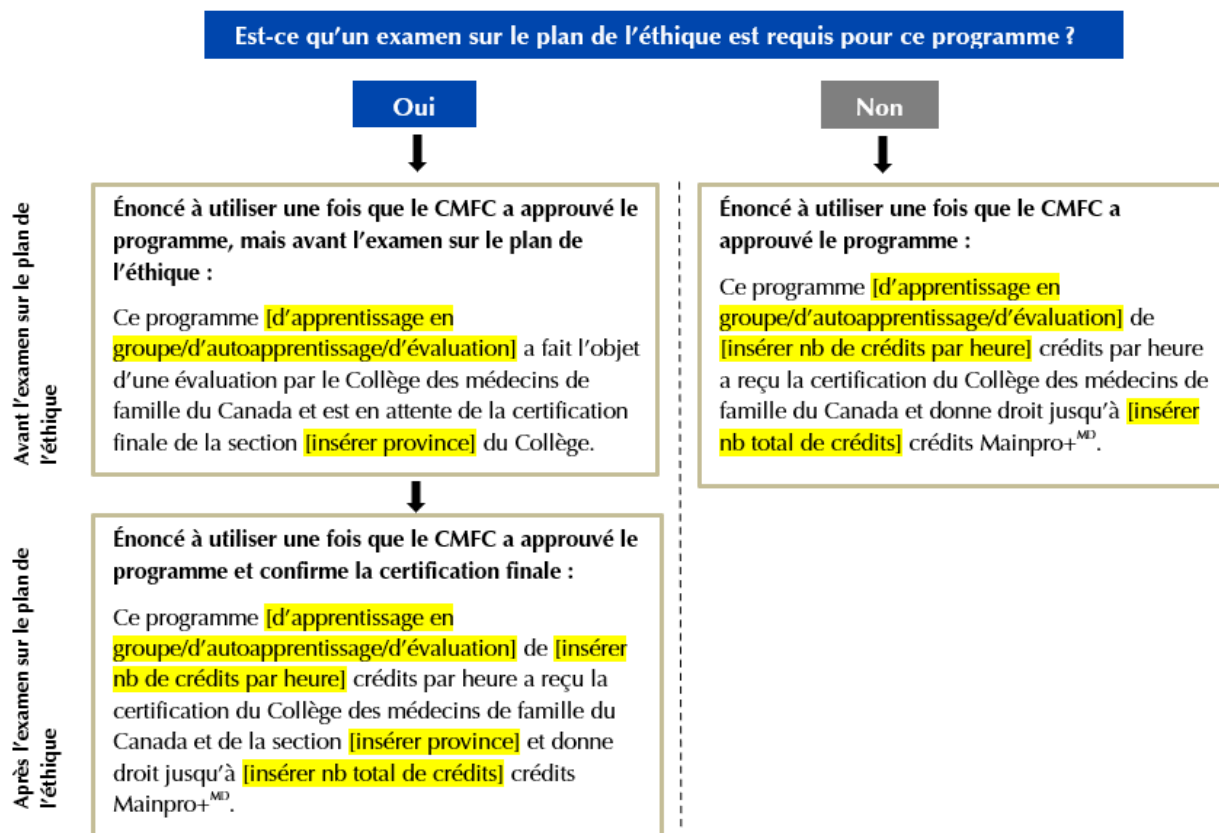 Est-ce qu'un examen sur le plan de l'éthique est requis pour ce programme ?
Oui
Non
Avant l'examen sur le plan de
l'éthique
Énoncé à utiliser une fois que le CMFC a approuvé le
programme, mais avant l'examen sur le plan de
l'éthique :
Ce programme [d'apprentissage en
groupe/d'autoapprentissage/d'évaluation] a fait l'objet
d'une évaluation par le Collège des médecins de
famille du Canada et est en attente de la certification
finale de la section [insérer province] du Collège.
Énoncé à utiliser une fois que le CMFC a
approuvé le programme :
Ce programme [d'apprentissage en
groupe/d'autoapprentissage/d'évaluation] de
[insérer nb de crédits par heure] crédits par heure
a reçu la certification du Collège des médecins de
famille du Canada et donne droit jusqu'à [insérer
nb total de crédits] crédits Mainpro+MD.
Après l'examen sur le plan de
l'éthique
Énoncé à utiliser une fois que le CMFC a approuvé le
programme et confirme la certification finale :
Ce programme [d'apprentissage en
groupe/d'autoapprentissage/d'évaluation] de [insérer
nb de crédits par heure] crédits par heure a reçu la
certification du Collège des médecins de famille du
Canada et de la section [insérer province] et donne
droit jusqu'à [insérer nb total de crédits] crédits
Mainpro+MD.